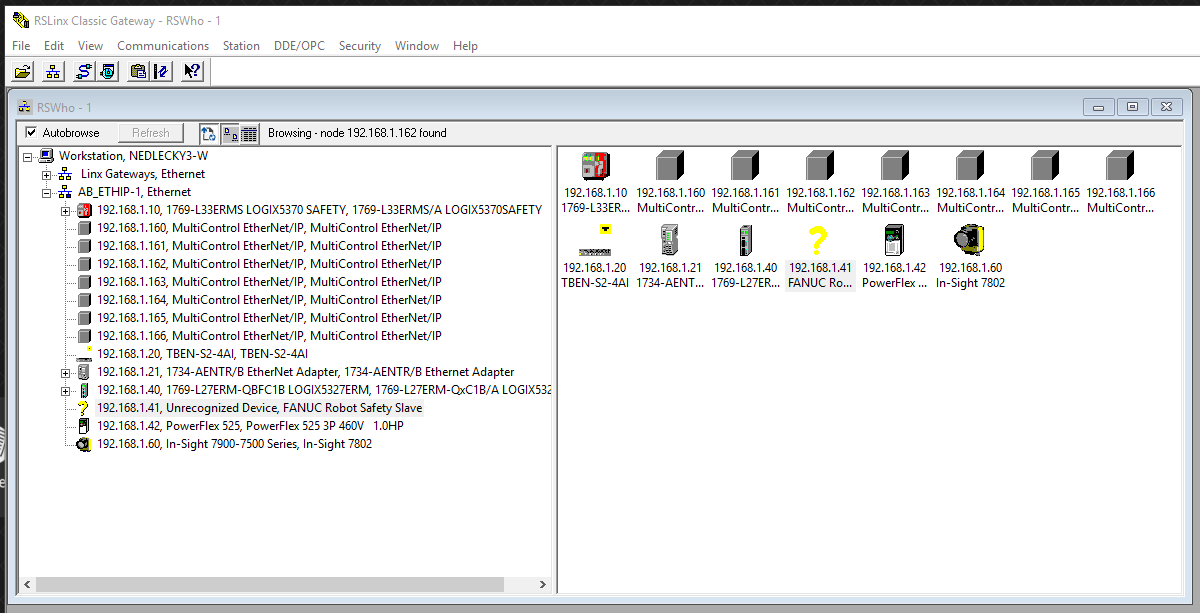 RSLinx Classic Gateway - RSWho - 1
File Edit View Communications Station DDE/OPC Security Window Help
RSWho - 1
Autobrowse Refresh Browsing - node 192.168.1.162 found
Workstation, NEDLECKY3-W
Linx Gateways, Ethernet
AB_ETHIP-1, Ethernet
192.168.1.10, 1769-L33ERMS LOGIX5370 SAFETY, 1769-L33ERMS/A LOGIX5370SAFETY
192.168.1.160, MultiControl EtherNet/IP, MultiControl EtherNet/IP
192.168.1.161, MultiControl EtherNet/IP, MultiControl EtherNet/IP
192.168.1.162, MultiControl EtherNet/IP, MultiControl EtherNet/IP
192.168.1.163, MultiControl EtherNet/IP, MultiControl EtherNet/IP
192.168.1.164, MultiControl EtherNet/IP, MultiControl EtherNet/IP
192.168.1.165, MultiControl EtherNet/IP, MultiControl EtherNet/IP
192.168.1.166, MultiControl EtherNet/IP, MultiControl EtherNet/IP
192.168.1.20, TBEN-S2-4AI, TBEN-S2-4AI
192.168.1.21, 1734-AENTR/B EtherNet Adapter, 1734-AENTR/B Ethernet Adapter
192.168.1.40, 1769-L27ERM-QBFC1B LOGIX5327ERM, 1769-L27ERM-QxC1B/A LOGIX532
192.168.1.41, Unrecognized Device, FANUC Robot Safety Slave
192.168.1.42, PowerFlex 525, PowerFlex 525 3P 460V 1.0HP
192.168.1.60, In-Sight 7900-7500 Series, In-Sight 7802
192.168.1.10 192.168.1.160 192.168.1.161 192.168.1.162 192.168.1.163 192.168.1.164 192.168.1.165 192.168.1.166
1769-L33ER... MultiContr... MultiContr... MultiContr... MultiContr... MultiContr... MultiContr... MultiContr...
192.168.1.20 192.168.1.21 192.168.1.40 192.168.1.41 192.168.1.42 192.168.1.60
TBEN-S2-4AI 1734-AENT... 1769-L27ER... FANUC Ro... PowerFlex ... In-Sight 7802